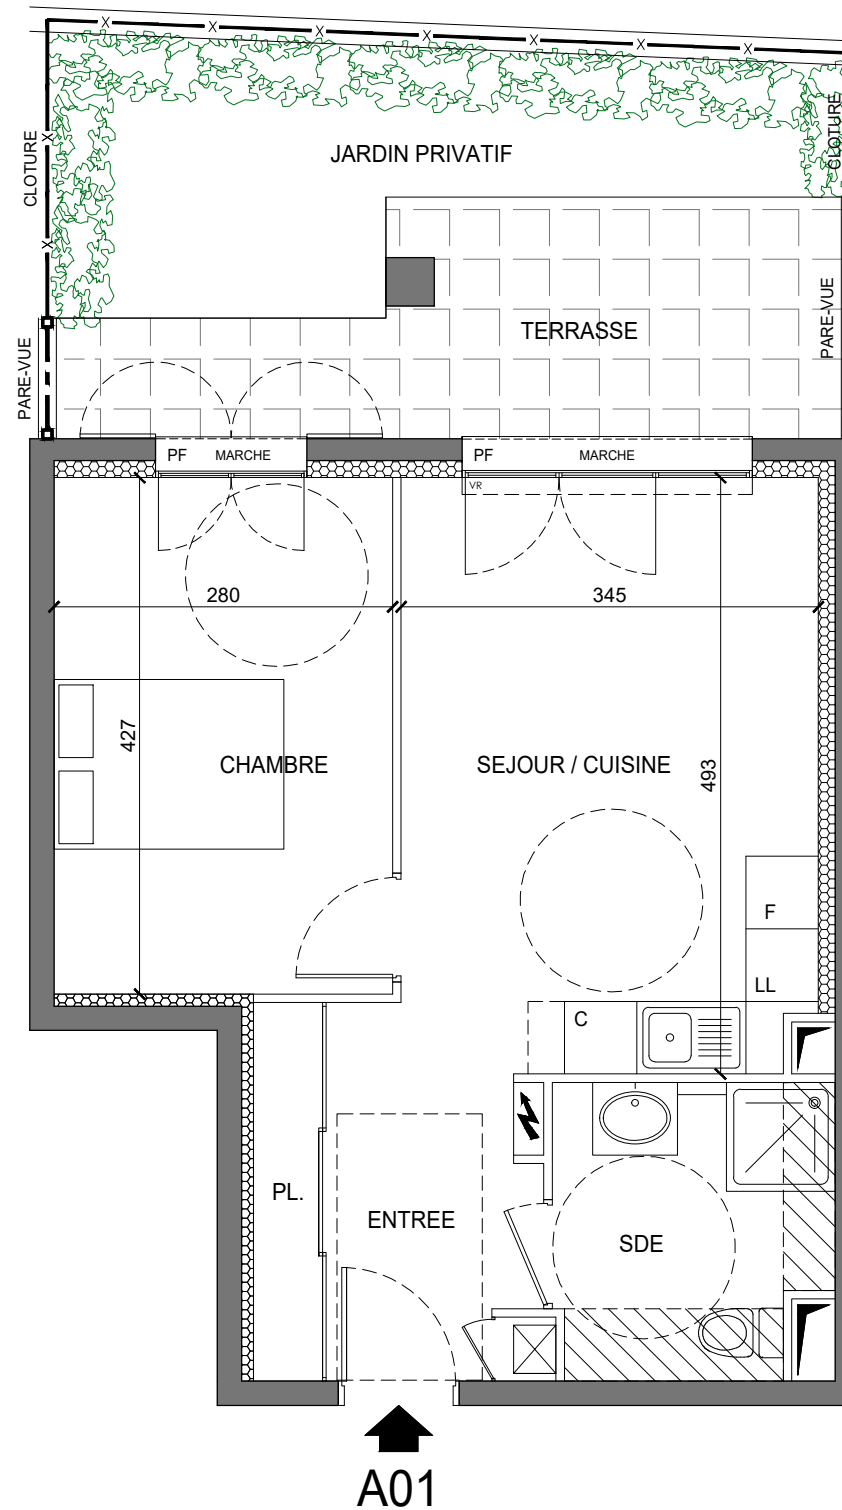 X X X X X X X
CLOTURE
X
X
JARDIN PRIVATIF
CLOTURE
PARE-VUE
TERRASSE
PARE-VUE
PF MARCHE
PF MARCHE
VR
280
345
427
CHAMBRE
SEJOUR / CUISINE
493
F
LL
C
PL.
ENTREE
SDE
A01